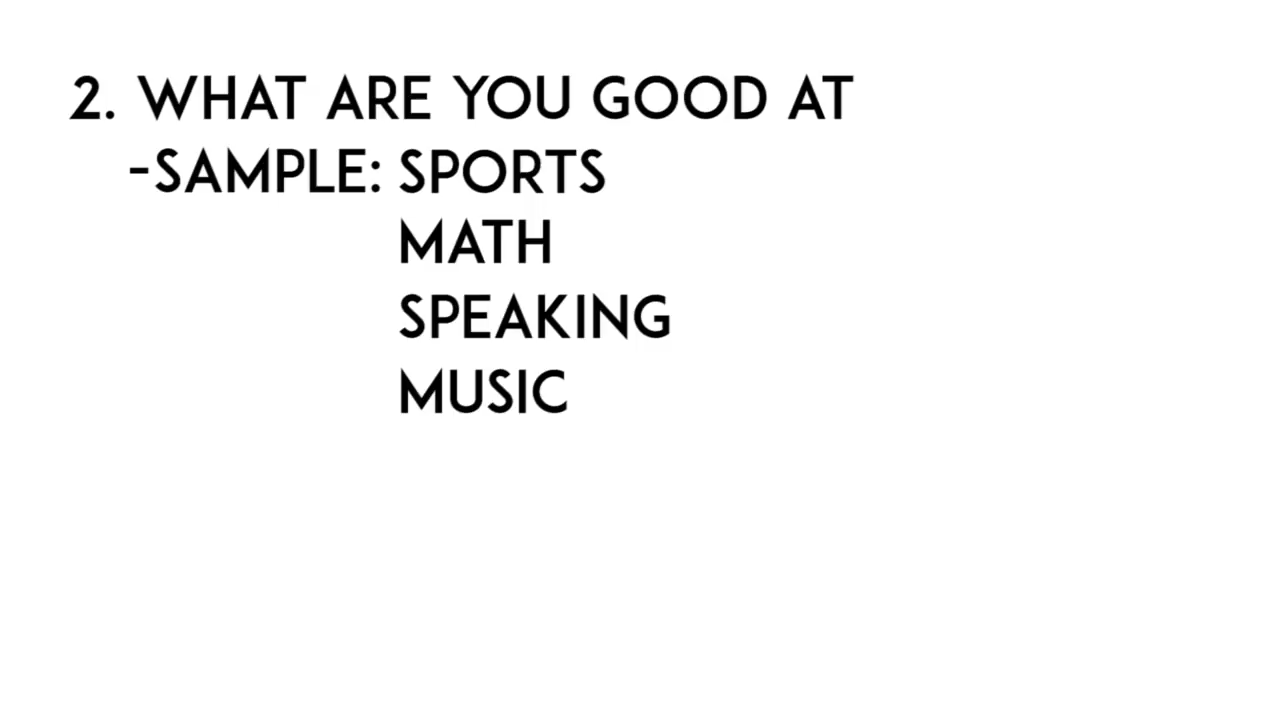 2. WHAT ARE YOU GOOD AT
-SAMPLE: SPORTS
MATH
SPEAKING
MUSIC